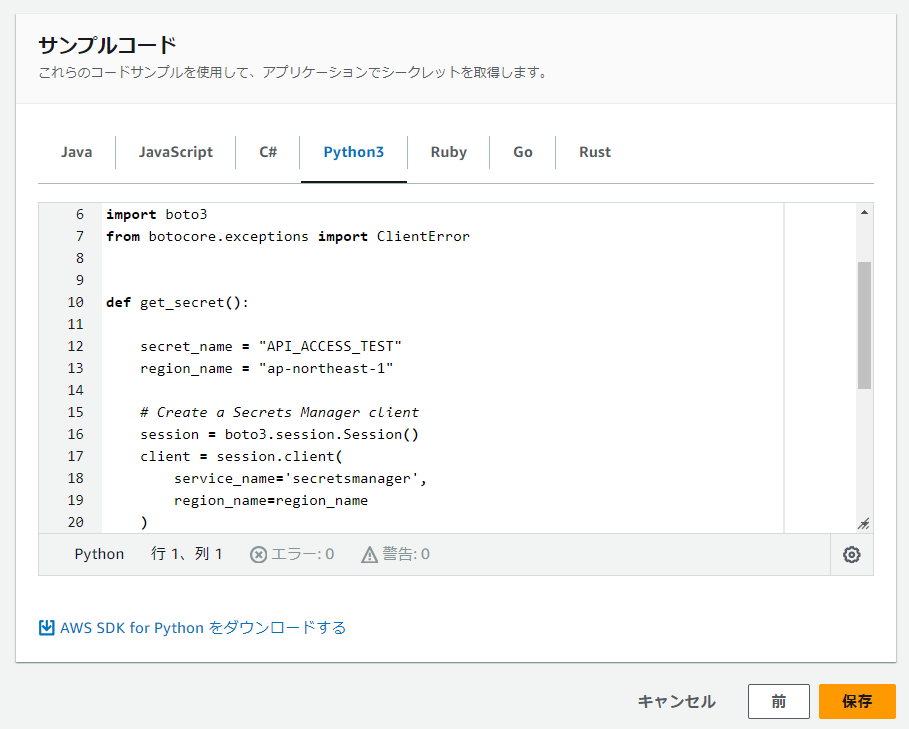 サンプルコード
これらのコードサンプルを使用して、アプリケーションでシークレットを取得します。
Java JavaScript C# Python3 Ruby Go Rust
6 import boto3
7 from botocore.exceptions import ClientError
8
9
10 def get_secret():
11
12     secret_name = "API_ACCESS_TEST"
13     region_name = "ap-northeast-1"
14
15     # Create a Secrets Manager client
16     session = boto3.session.Session()
17     client = session.client(
18         service_name='secretsmanager',
19         region_name=region_name
20     )
Python 行 1、列 1 エラー: 0 警告: 0
AWS SDK for Python をダウンロードする
キャンセル 前 保存